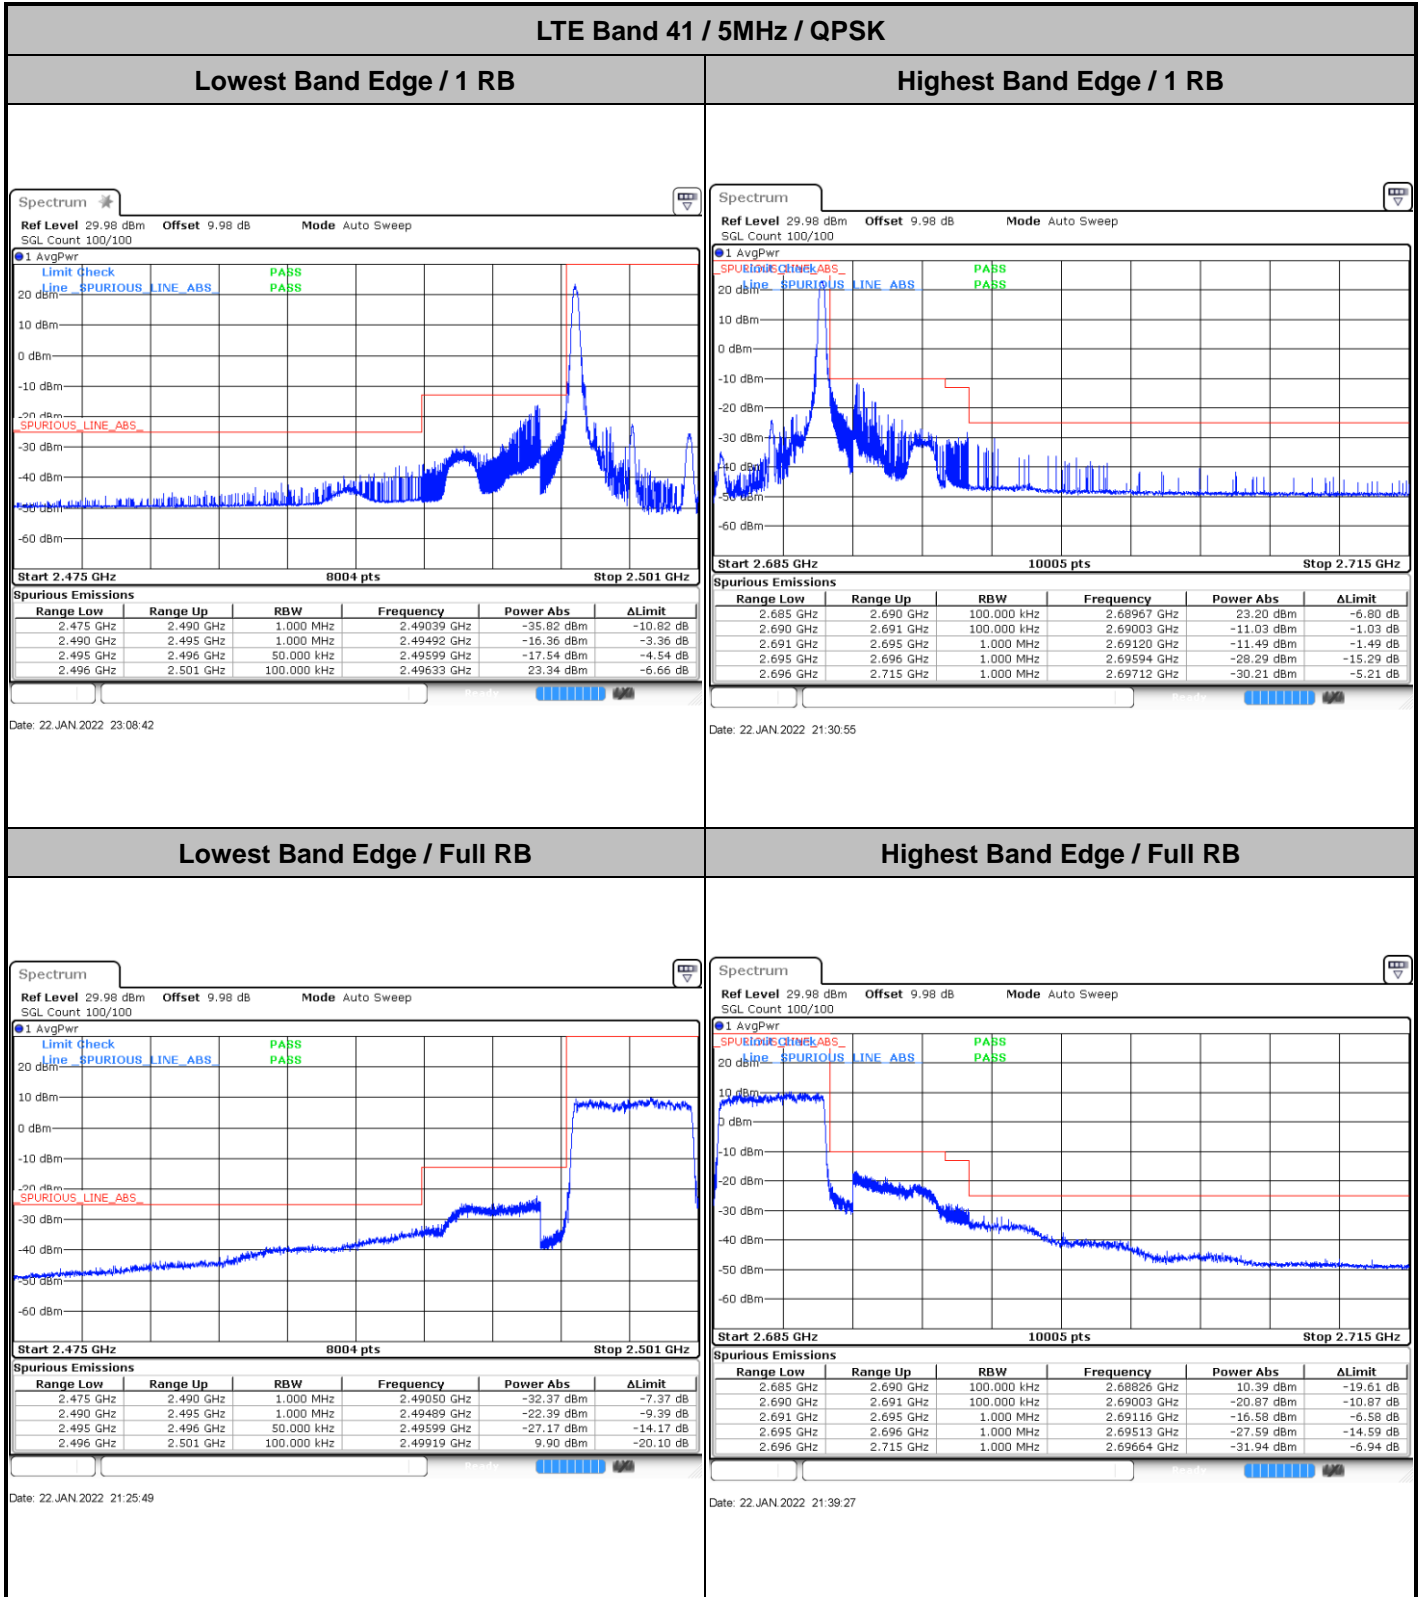 LTE Band 41 / 5MHz / QPSK
Lowest Band Edge / 1 RB
Highest Band Edge / 1 RB
Spectrum
Ref Level 29.98 dBm Offset 9.98 dB Mode Auto Sweep
SGL Count 100/100
1 AvgPwr
Limit Check PASS
Line _SPURIOUS_LINE_ABS_ PASS
20 dBm
10 dBm
0 dBm
-10 dBm
-20 dBm
_SPURIOUS_LINE_ABS_
-30 dBm
-40 dBm
-50 dBm
-60 dBm
Start 2.475 GHz 8004 pts Stop 2.501 GHz
Spurious Emissions
Range Low Range Up RBW Frequency Power Abs ΔLimit
2.475 GHz 2.490 GHz 1.000 MHz 2.49039 GHz -35.82 dBm -10.82 dB
2.490 GHz 2.495 GHz 1.000 MHz 2.49492 GHz -16.36 dBm -3.36 dB
2.495 GHz 2.496 GHz 50.000 kHz 2.49599 GHz -17.54 dBm -4.54 dB
2.496 GHz 2.501 GHz 100.000 kHz 2.49633 GHz 23.34 dBm -6.66 dB
Ready
Date: 22.JAN.2022 23:08:42
Spectrum
Ref Level 29.98 dBm Offset 9.98 dB Mode Auto Sweep
SGL Count 100/100
1 AvgPwr
_SPURIOUS_LINE_ABS_
Limit Check PASS
Line _SPURIOUS_LINE_ABS_ PASS
20 dBm
10 dBm
0 dBm
-10 dBm
-20 dBm
-30 dBm
-40 dBm
-50 dBm
-60 dBm
Start 2.685 GHz 10005 pts Stop 2.715 GHz
Spurious Emissions
Range Low Range Up RBW Frequency Power Abs ΔLimit
2.685 GHz 2.690 GHz 100.000 kHz 2.68967 GHz 23.20 dBm -6.80 dB
2.690 GHz 2.691 GHz 100.000 kHz 2.69003 GHz -11.03 dBm -1.03 dB
2.691 GHz 2.695 GHz 1.000 MHz 2.69120 GHz -11.49 dBm -1.49 dB
2.695 GHz 2.696 GHz 1.000 MHz 2.69594 GHz -28.29 dBm -15.29 dB
2.696 GHz 2.715 GHz 1.000 MHz 2.69712 GHz -30.21 dBm -5.21 dB
Ready
Date: 22.JAN.2022 21:30:55
Lowest Band Edge / Full RB
Highest Band Edge / Full RB
Spectrum
Ref Level 29.98 dBm Offset 9.98 dB Mode Auto Sweep
SGL Count 100/100
1 AvgPwr
Limit Check PASS
Line _SPURIOUS_LINE_ABS_ PASS
20 dBm
10 dBm
0 dBm
-10 dBm
-20 dBm
_SPURIOUS_LINE_ABS_
-30 dBm
-40 dBm
-50 dBm
-60 dBm
Start 2.475 GHz 8004 pts Stop 2.501 GHz
Spurious Emissions
Range Low Range Up RBW Frequency Power Abs ΔLimit
2.475 GHz 2.490 GHz 1.000 MHz 2.49050 GHz -32.37 dBm -7.37 dB
2.490 GHz 2.495 GHz 1.000 MHz 2.49489 GHz -22.39 dBm -9.39 dB
2.495 GHz 2.496 GHz 50.000 kHz 2.49599 GHz -27.17 dBm -14.17 dB
2.496 GHz 2.501 GHz 100.000 kHz 2.49919 GHz 9.90 dBm -20.10 dB
Ready
Date: 22.JAN.2022 21:25:49
Spectrum
Ref Level 29.98 dBm Offset 9.98 dB Mode Auto Sweep
SGL Count 100/100
1 AvgPwr
_SPURIOUS_LINE_ABS_
Limit Check PASS
Line _SPURIOUS_LINE_ABS_ PASS
20 dBm
10 dBm
0 dBm
-10 dBm
-20 dBm
-30 dBm
-40 dBm
-50 dBm
-60 dBm
Start 2.685 GHz 10005 pts Stop 2.715 GHz
Spurious Emissions
Range Low Range Up RBW Frequency Power Abs ΔLimit
2.685 GHz 2.690 GHz 100.000 kHz 2.68826 GHz 10.39 dBm -19.61 dB
2.690 GHz 2.691 GHz 100.000 kHz 2.69003 GHz -20.87 dBm -10.87 dB
2.691 GHz 2.695 GHz 1.000 MHz 2.69116 GHz -16.58 dBm -6.58 dB
2.695 GHz 2.696 GHz 1.000 MHz 2.69513 GHz -27.59 dBm -14.59 dB
2.696 GHz 2.715 GHz 1.000 MHz 2.69664 GHz -31.94 dBm -6.94 dB
Ready
Date: 22.JAN.2022 21:39:27